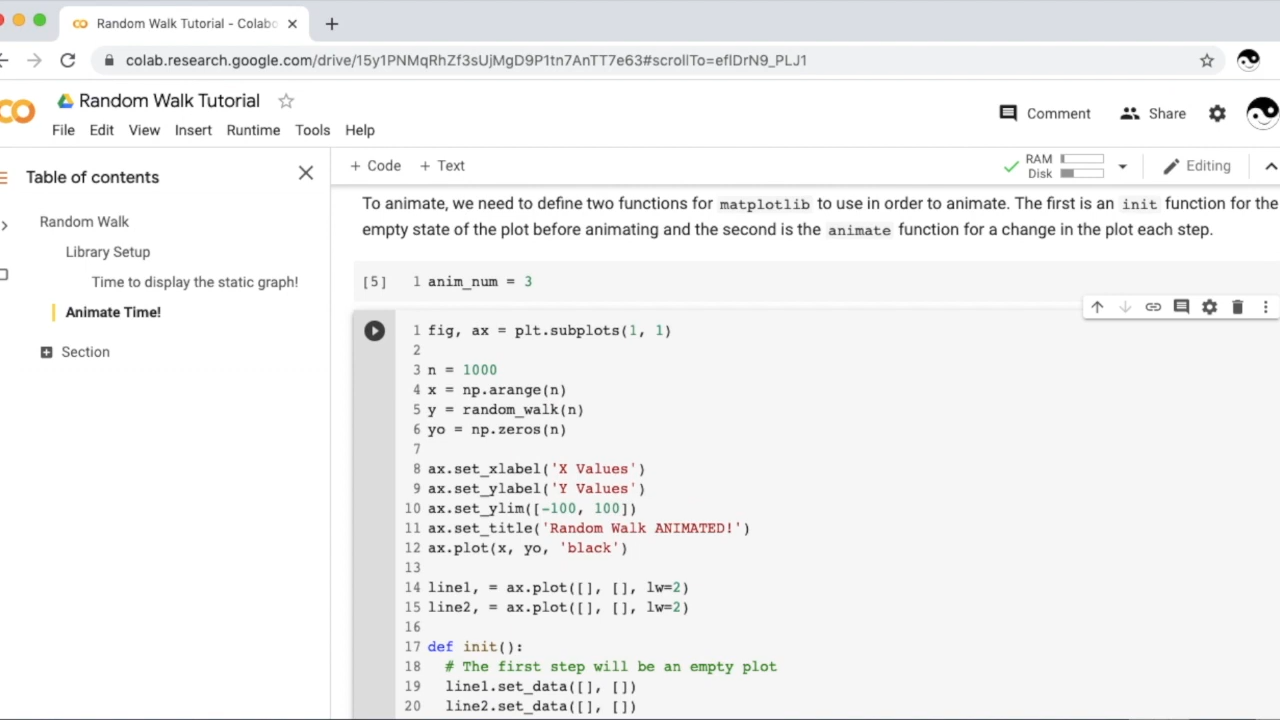 Random Walk Tutorial - Colabo
colab.research.google.com/drive/15y1PNMqRhZf3sUjMgD9P1tn7AnTT7e63#scrollTo=eflDrN9_PLJ1
Random Walk Tutorial
File Edit View Insert Runtime Tools Help
Comment Share
Table of contents
Random Walk
Library Setup
Time to display the static graph!
Animate Time!
Section
+ Code + Text
RAM
Disk
Editing
To animate, we need to define two functions for matplotlib to use in order to animate. The first is an init function for the
empty state of the plot before animating and the second is the animate function for a change in the plot each step.
[5] 1 anim_num = 3
1 fig, ax = plt.subplots(1, 1)
2
3 n = 1000
4 x = np.arange(n)
5 y = random_walk(n)
6 yo = np.zeros(n)
7
8 ax.set_xlabel('X Values')
9 ax.set_ylabel('Y Values')
10 ax.set_ylim([-100, 100])
11 ax.set_title('Random Walk ANIMATED!')
12 ax.plot(x, yo, 'black')
13
14 line1, = ax.plot([], [], lw=2)
15 line2, = ax.plot([], [], lw=2)
16
17 def init():
18 # The first step will be an empty plot
19 line1.set_data([], [])
20 line2.set_data([], [])